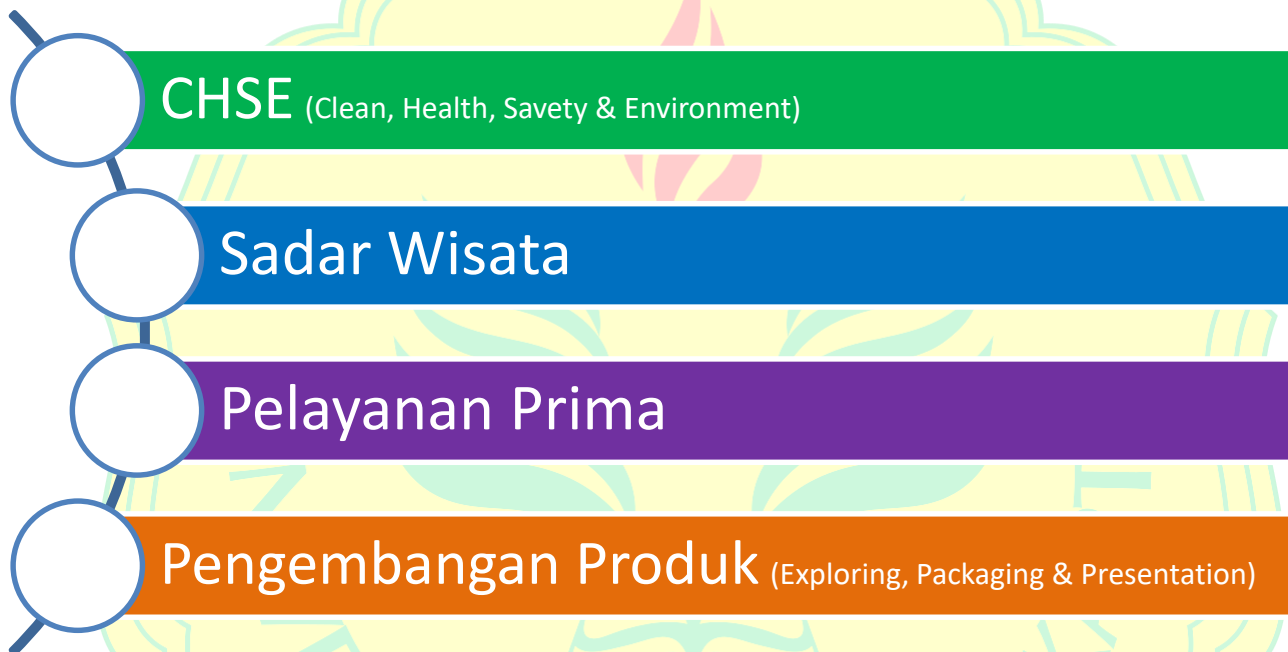 CHSE (Clean, Health, Savety & Environment)
Sadar Wisata
Pelayanan Prima
Pengembangan Produk (Exploring, Packaging & Presentation)